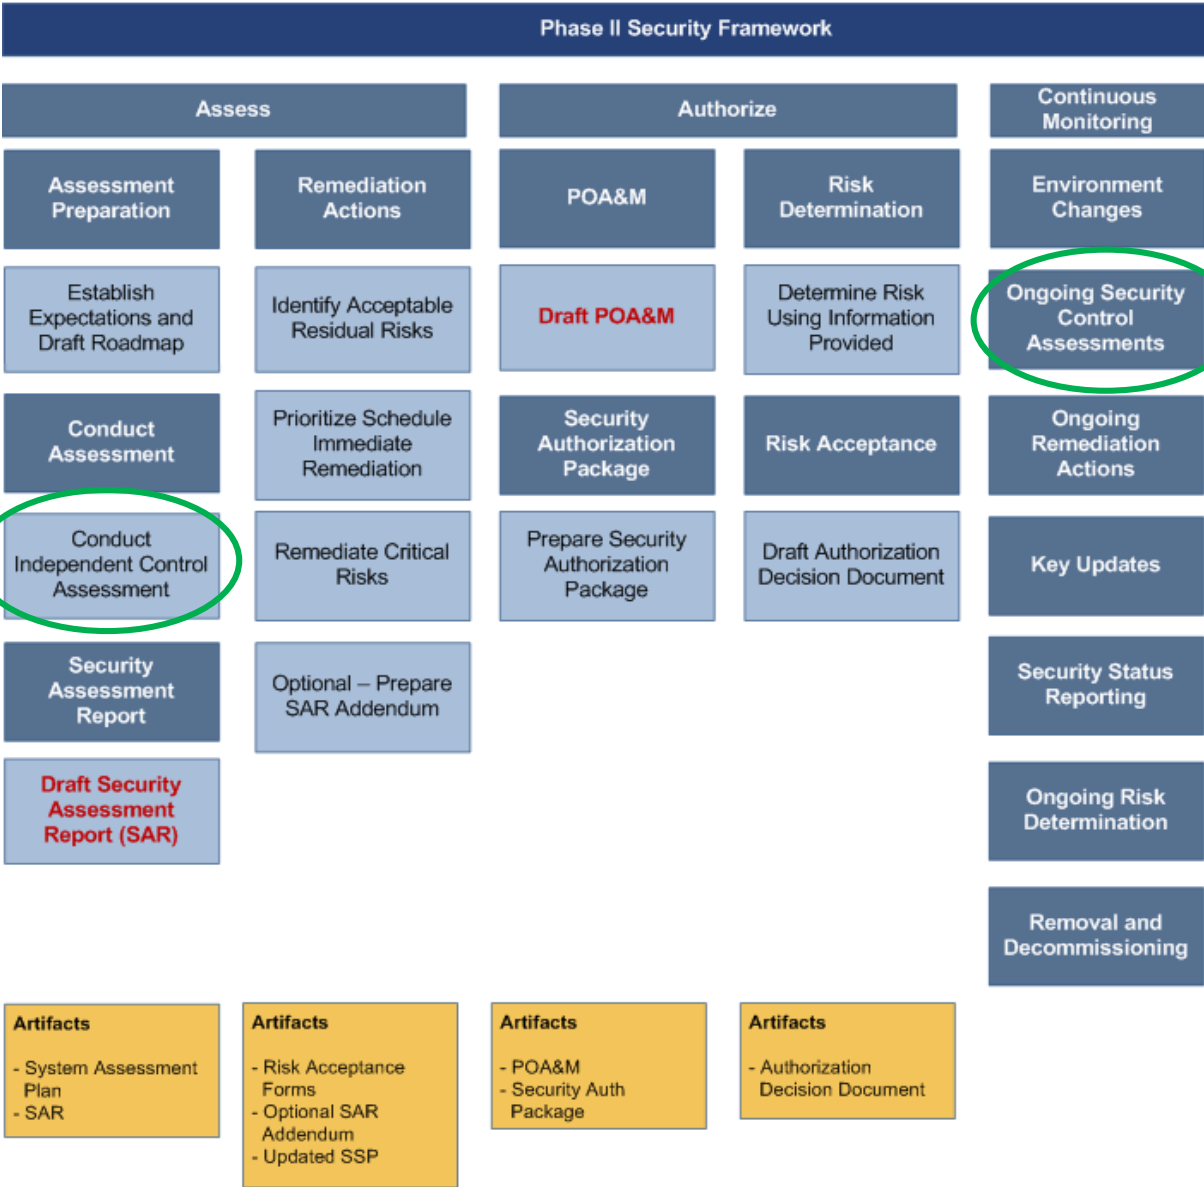 Phase II Security Framework
Assess
Authorize
Continuous
Monitoring
Assessment
Preparation
Remediation
Actions
POA&M
Risk
Determination
Environment
Changes
Establish
Expectations and
Draft Roadmap
Identify Acceptable
Residual Risks
Draft POA&M
Determine Risk
Using Information
Provided
Ongoing Security
Control
Assessments
Conduct
Assessment
Prioritize Schedule
Immediate
Remediation
Security
Authorization
Package
Risk Acceptance
Ongoing
Remediation
Actions
Conduct
Independent Control
Assessment
Remediate Critical
Risks
Prepare Security
Authorization
Package
Draft Authorization
Decision Document
Key Updates
Security
Assessment
Report
Optional – Prepare
SAR Addendum
Security Status
Reporting
Draft Security
Assessment
Report (SAR)
Ongoing Risk
Determination
Removal and
Decommissioning
Artifacts
- System Assessment
Plan
- SAR
Artifacts
- Risk Acceptance
Forms
- Optional SAR
Addendum
- Updated SSP
Artifacts
- POA&M
- Security Auth
Package
Artifacts
- Authorization
Decision Document